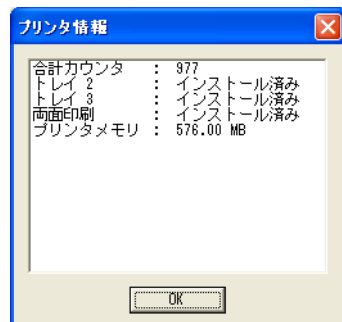 プリンタ情報
合計カウンタ : 977
トレイ 2 : インストール済み
トレイ 3 : インストール済み
両面印刷 : インストール済み
プリンタメモリ : 576.00 MB
OK